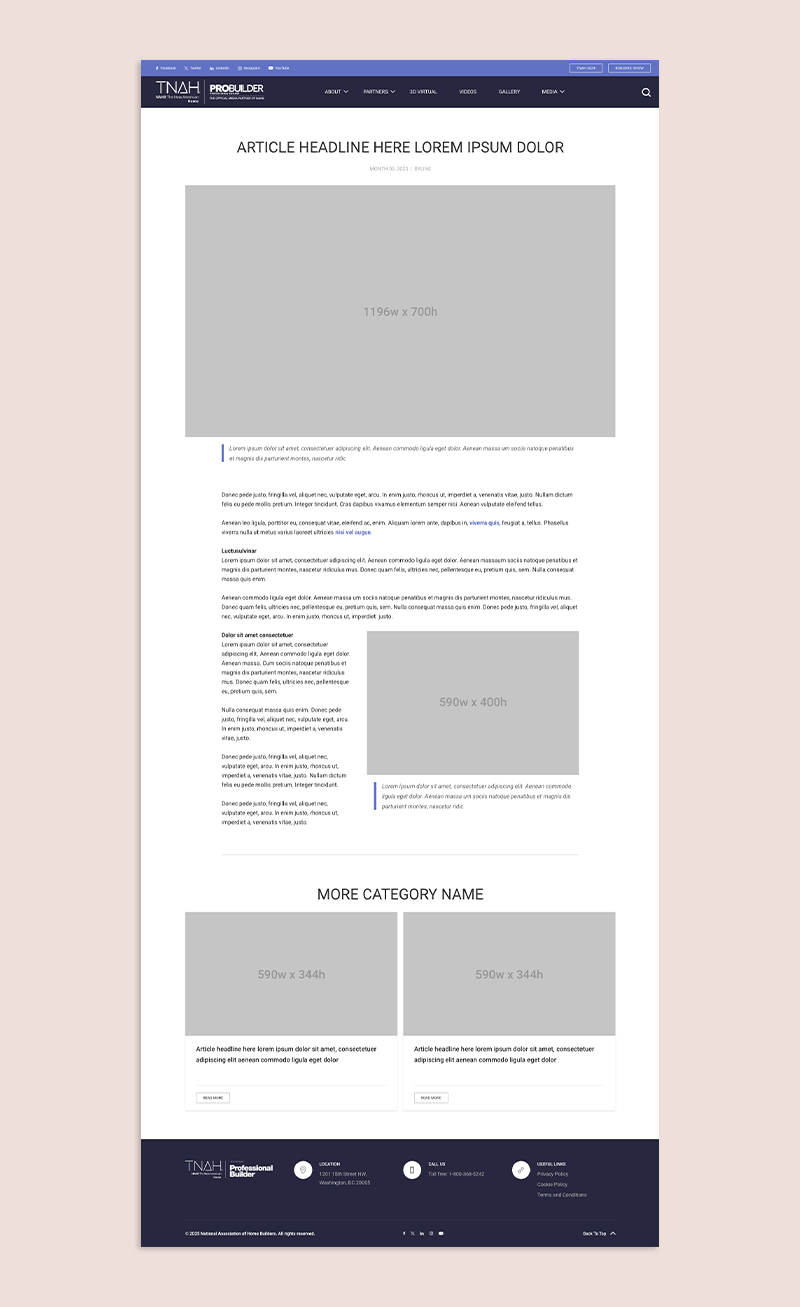 Facebook Twitter LinkedIn Instagram YouTube
BUILDERS' SHOW
TNAH
The New American
Home
PROBUILDER
THE OFFICIAL MEDIA PARTNER OF NAHB
ABOUT PARTNERS 3D VIRTUAL VIDEOS GALLERY MEDIA
ARTICLE HEADLINE HERE LOREM IPSUM DOLOR
MONTH 00, 2023 | BYLINE
1196w x 700h
Lorem ipsum dolor sit amet, consectetuer adipiscing elit. Aenean commodo ligula eget dolor. Aenean massa um sociis natoque penatibus
et magnis dis parturient montes, nascetur ridic
Donec pede justo, fringilla vel, aliquet nec, vulputate eget, arcu. In enim justo, rhoncus ut, imperdiet a, venenatis vitae, justo. Nullam dictum
felis eu pede mollis pretium. Integer tincidunt. Cras dapibus vivamus elementum semper nisi. Aenean vulputate eleifend tellus.
Aenean leo ligula, porttitor eu, consequat vitae, eleifend ac, enim. Aliquam lorem ante, dapibus in, viverra quis, feugiat a, tellus. Phasellus
viverra nulla ut metus varius laoreet ultricies nisi vel augue.
Luctusulvinar
Lorem ipsum dolor sit amet, consectetuer adipiscing elit. Aenean commodo ligula eget dolor. Aenean massaum sociis natoque penatibus et
magnis dis parturient montes, nascetur ridiculus mus. Donec quam felis, ultricies nec, pellentesque eu, pretium quis, sem. Nulla consequat
massa quis enim.
Aenean commodo ligula eget dolor. Aenean massa um sociis natoque penatibus et magnis dis parturient montes, nascetur ridiculus mus.
Donec quam felis, ultricies nec, pellentesque eu, pretium quis, sem. Nulla consequat massa quis enim. Donec pede justo, fringilla vel, aliquet
nec, vulputate eget, arcu. In enim justo, rhoncus ut, imperdiet justo.
Dolor sit amet consectetuer
Lorem ipsum dolor sit amet, consectetuer
adipiscing elit. Aenean commodo ligula eget dolor.
Aenean massa. Cum sociis natoque penatibus et
magnis dis parturient montes, nascetur ridiculus
mus. Donec quam felis, ultricies nec, pellentesque
eu, pretium quis, sem.
Nulla consequat massa quis enim. Donec pede
justo, fringilla vel, aliquet nec, vulputate eget, arcu.
In enim justo, rhoncus ut, imperdiet a, venenatis
vitae, justo.
Donec pede justo, fringilla vel, aliquet nec,
vulputate eget, arcu. In enim justo, rhoncus ut,
imperdiet a, venenatis vitae, justo. Nullam dictum
felis eu pede mollis pretium. Integer tincidunt.
Donec pede justo, fringilla vel, aliquet nec,
vulputate eget, arcu. In enim justo, rhoncus ut,
imperdiet a, venenatis vitae, justo.
590w x 400h
Lorem ipsum dolor sit amet, consectetuer adipiscing elit. Aenean commodo
ligula eget dolor. Aenean massa um sociis natoque penatibus et magnis dis
parturient montes, nascetur ridic
MORE CATEGORY NAME
590w x 344h
Article headline here lorem ipsum dolor sit amet, consectetuer
adipiscing elit aenean commodo ligula eget dolor
READ MORE
590w x 344h
Article headline here lorem ipsum dolor sit amet, consectetuer
adipiscing elit aenean commodo ligula eget dolor
READ MORE
TNAH
Professional
Builder
LOCATION
1201 15th Street NW,
Washington, DC 20005
CALL US
Toll free: 1-800-368-5242
USEFUL LINKS
Privacy Policy
Cookie Policy
Terms and Conditions
© 2025 National Association of Home Builders. All rights reserved.
Back To Top